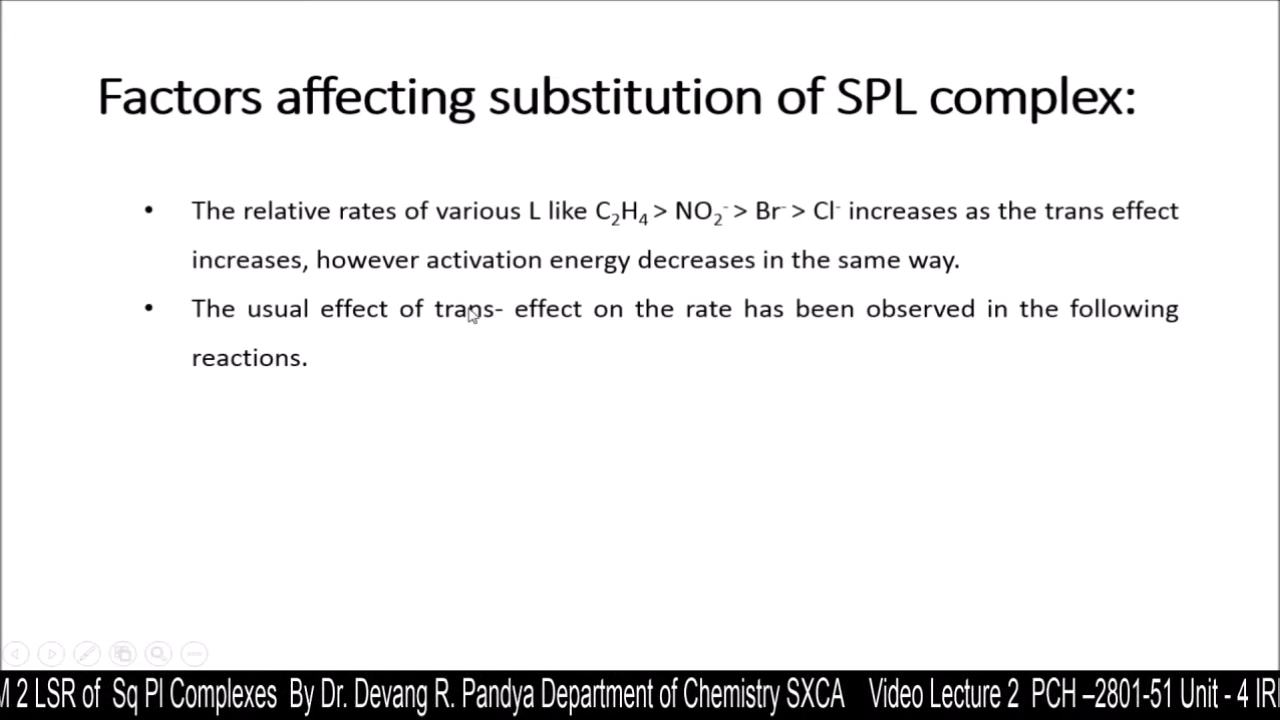 Factors affecting substitution of SPL complex:
• The relative rates of various L like C₂H₄ > NO₂⁻ > Br⁻ > Cl⁻ increases as the trans effect
increases, however activation energy decreases in the same way.
• The usual effect of trans- effect on the rate has been observed in the following
reactions.
M 2 LSR of Sq Pl Complexes By Dr. Devang R. Pandya Department of Chemistry SXCA Video Lecture 2 PCH –2801-51 Unit - 4 IRI